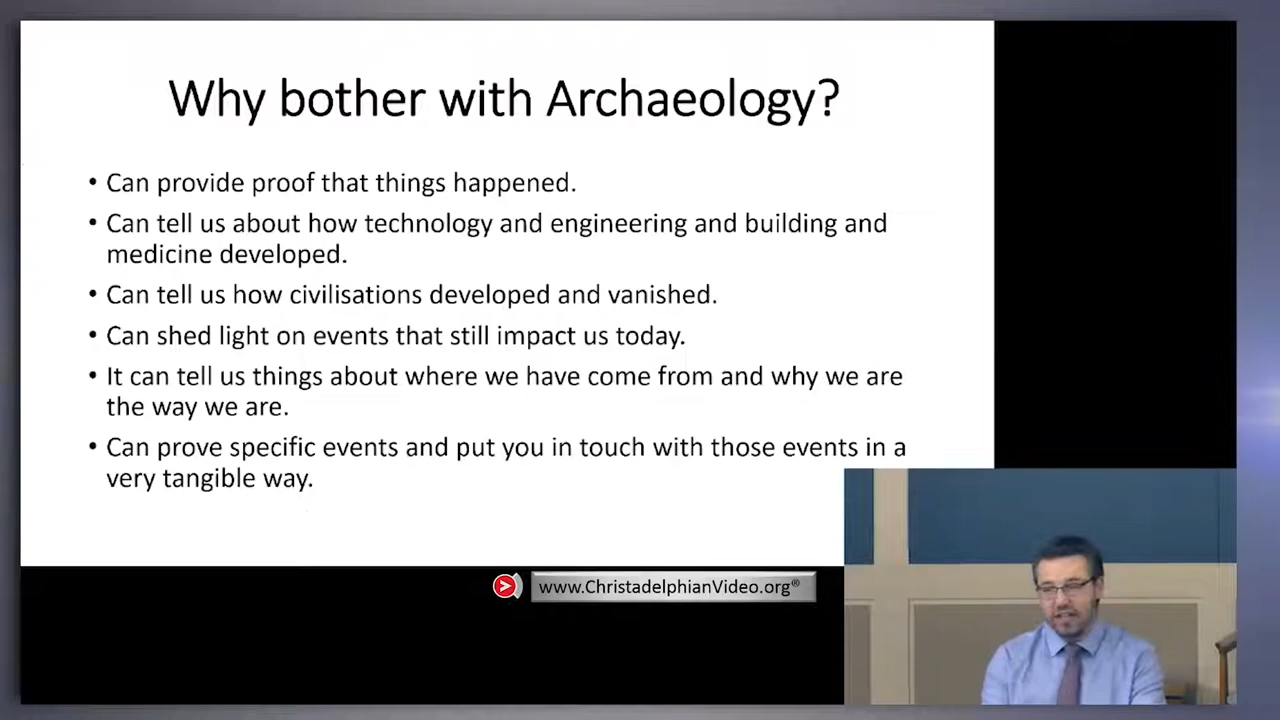 Why bother with Archaeology?
• Can provide proof that things happened.
• Can tell us about how technology and engineering and building and
medicine developed.
• Can tell us how civilisations developed and vanished.
• Can shed light on events that still impact us today.
• It can tell us things about where we have come from and why we are
the way we are.
• Can prove specific events and put you in touch with those events in a
very tangible way.
www.ChristadelphianVideo.org®